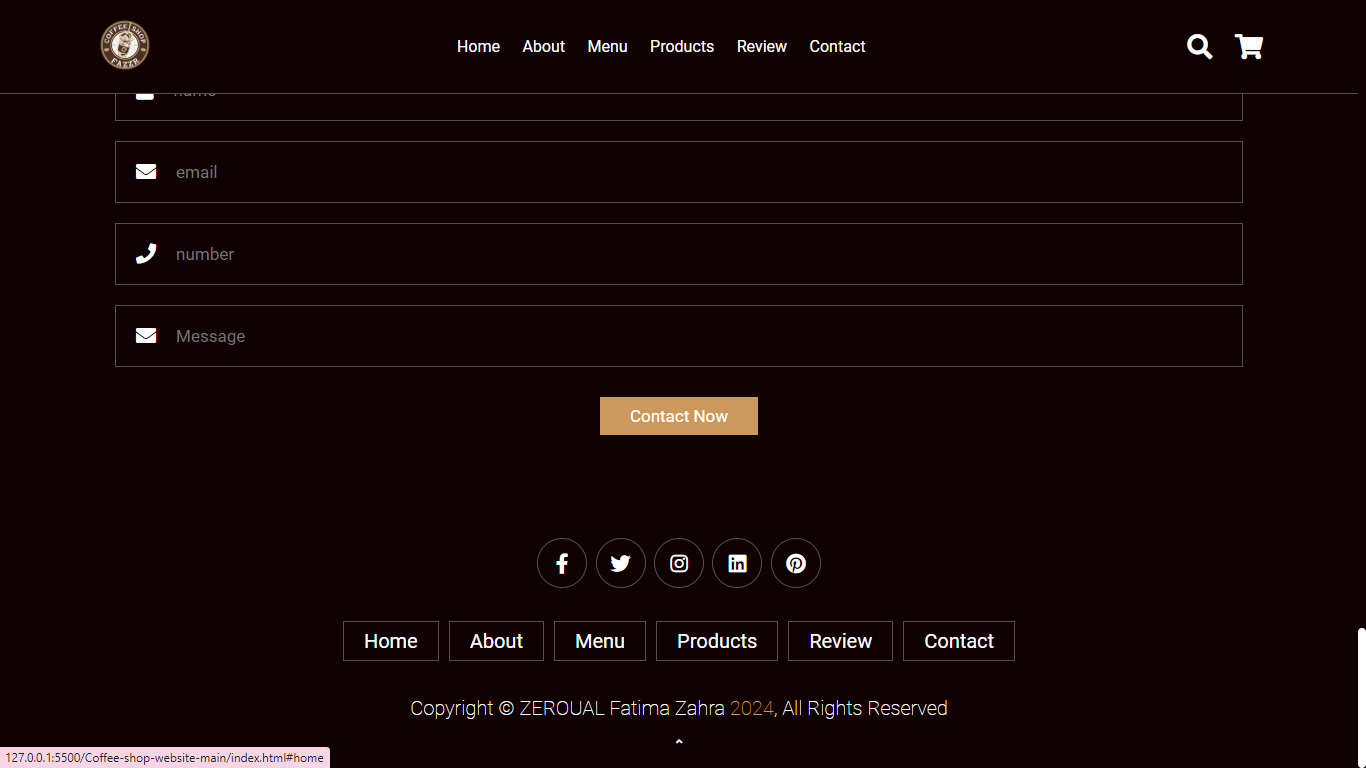 COFFEE SHOP
FAZER
Home About Menu Products Review Contact
name
email
number
Message
Contact Now
Home About Menu Products Review Contact
Copyright © ZEROUAL Fatima Zahra 2024, All Rights Reserved
127.0.0.1:5500/Coffee-shop-website-main/index.html#home